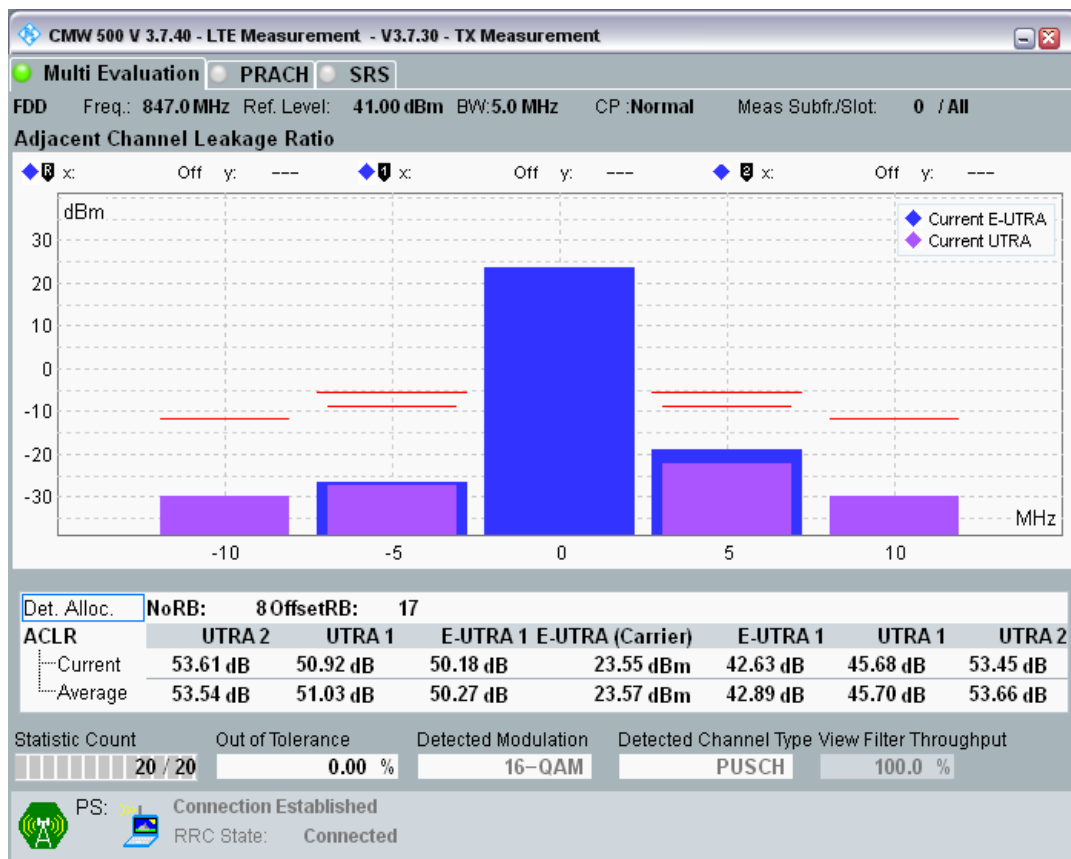 CMW 500 V 3.7.40 - LTE Measurement - V3.7.30 - TX Measurement
Multi Evaluation PRACH SRS
FDD Freq.: 847.0 MHz Ref. Level: 41.00 dBm BW:5.0 MHz CP :Normal Meas Subfr./Slot: 0 / All
Adjacent Channel Leakage Ratio
R x: Off y: --- 1 x: Off y: --- 2 x: Off y: ---
dBm
Current E-UTRA
Current UTRA
30
20
10
0
-10
-20
-30
MHz
-10 -5 0 5 10
Det. Alloc. NoRB: 8 OffsetRB: 17
ACLR UTRA 2 UTRA 1 E-UTRA 1 E-UTRA (Carrier) E-UTRA 1 UTRA 1 UTRA 2
Current 53.61 dB 50.92 dB 50.18 dB 23.55 dBm 42.63 dB 45.68 dB 53.45 dB
Average 53.54 dB 51.03 dB 50.27 dB 23.57 dBm 42.89 dB 45.70 dB 53.66 dB
Statistic Count Out of Tolerance Detected Modulation Detected Channel Type View Filter Throughput
20 / 20 0.00 % 16-QAM PUSCH 100.0 %
PS: Connection Established
RRC State: Connected